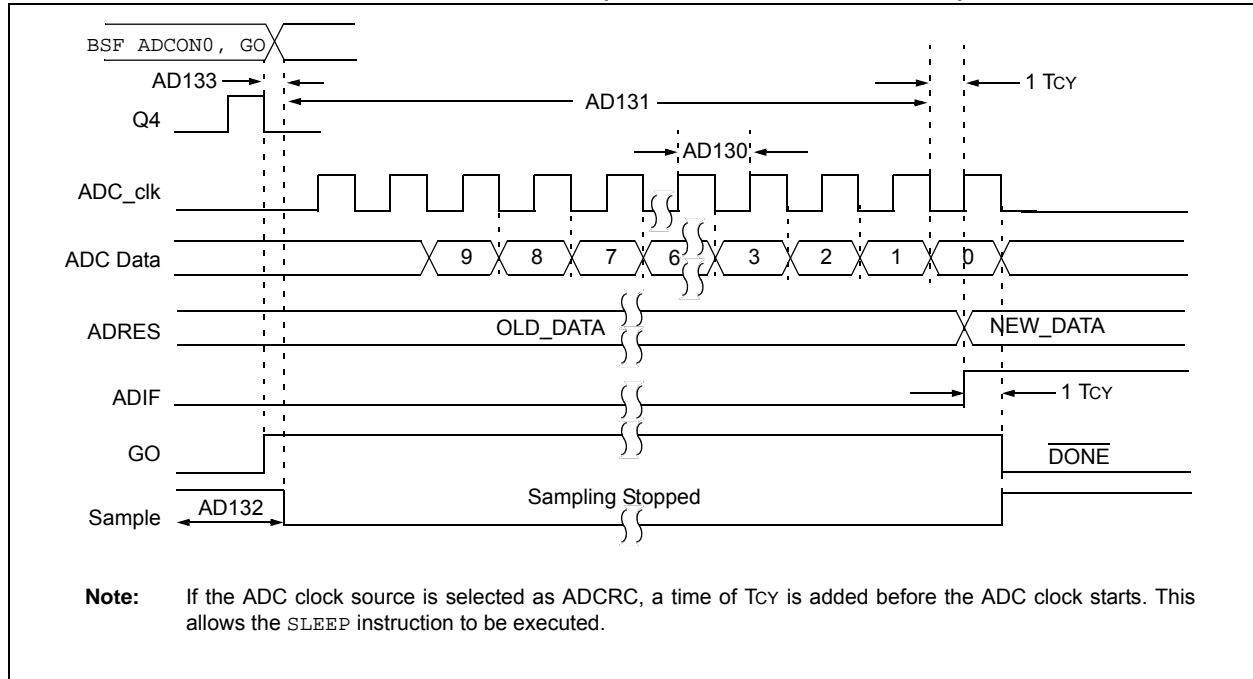 BSF ADCON0, GO
AD133
1 TCY
AD131
Q4
AD130
ADC_clk
ADC Data
9 8 7 6 3 2 1 0
ADRES
OLD_DATA
NEW_DATA
ADIF
1 TCY
GO
DONE
Sample
AD132
Sampling Stopped
Note: If the ADC clock source is selected as ADCRC, a time of TCY is added before the ADC clock starts. This
allows the SLEEP instruction to be executed.